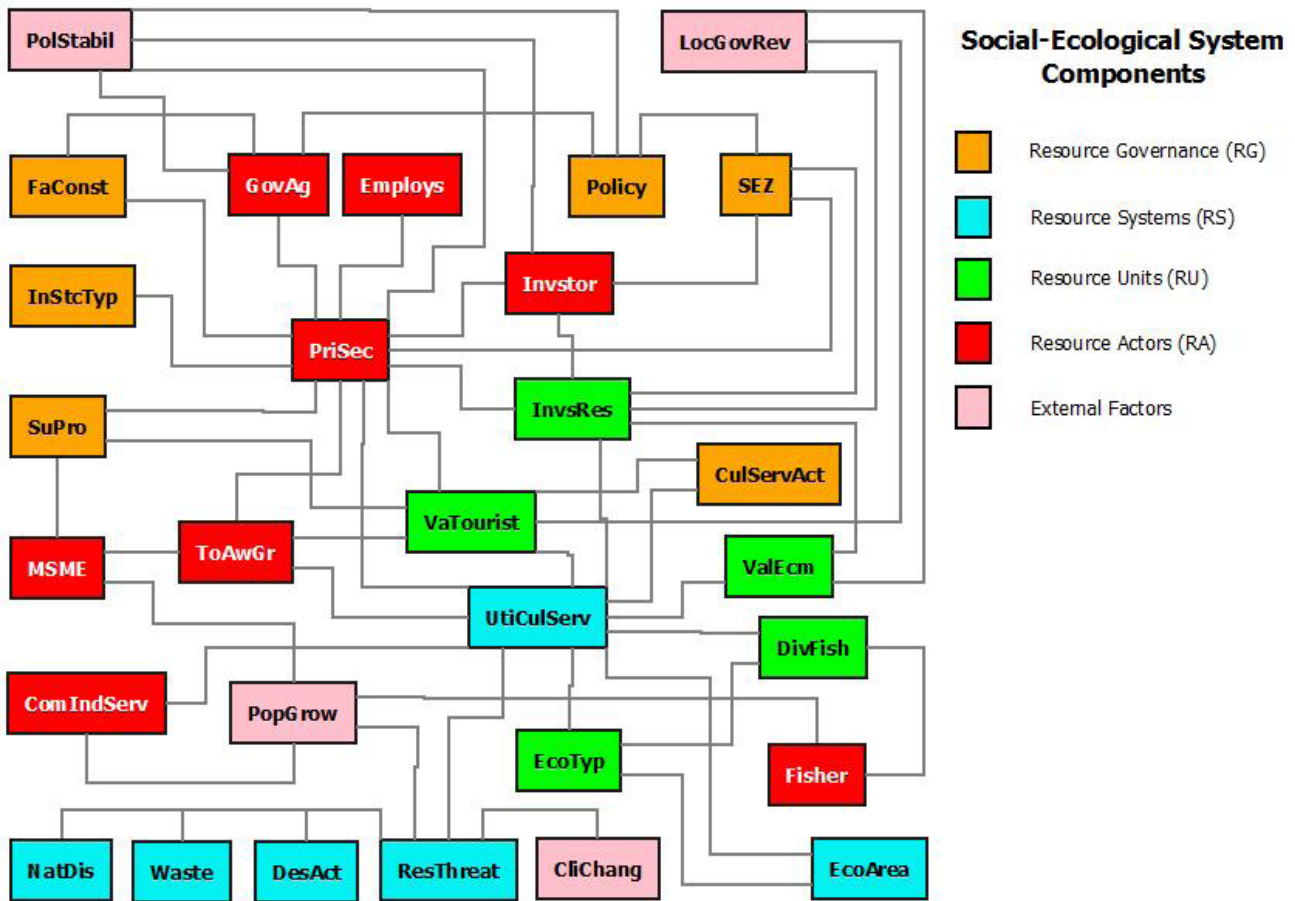 PolStabil
LocGovRev
Social-Ecological System
Components
Resource Governance (RG)
FaConst
GovAg
Employs
Policy
SEZ
Resource Systems (RS)
InStcTyp
Invstor
Resource Units (RU)
PriSec
Resource Actors (RA)
InvsRes
External Factors
SuPro
CulServAct
VaTourist
MSME
ToAwGr
ValEcm
UtiCulServ
DivFish
ComIndServ
PopGrow
EcoTyp
Fisher
NatDis
Waste
DesAct
ResThreat
CliChang
EcoArea